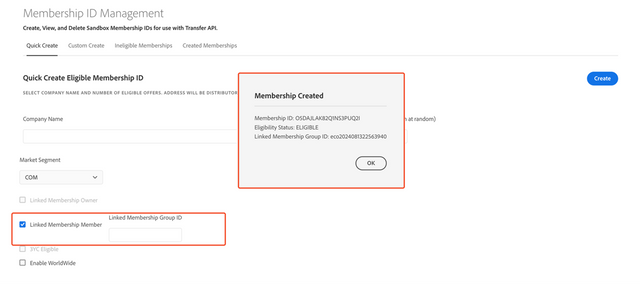 Membership ID Management
Create, View, and Delete Sandbox Membership IDs for use with Transfer API.
Quick Create Custom Create Ineligible Memberships Created Memberships
Quick Create Eligible Membership ID
Create
SELECT COMPANY NAME AND NUMBER OF ELIGIBLE OFFERS. ADDRESS WILL BE DISTRIBUTOR
Membership Created
Membership ID:
Eligibility Status: ELIGIBLE
Linked Membership Group ID: eco2024081322563940
OK
Company Name
at random)
Market Segment
COM
Linked Membership Owner
Linked Membership Member
Linked Membership Group ID
TYC Eligible
Enable WorldWide